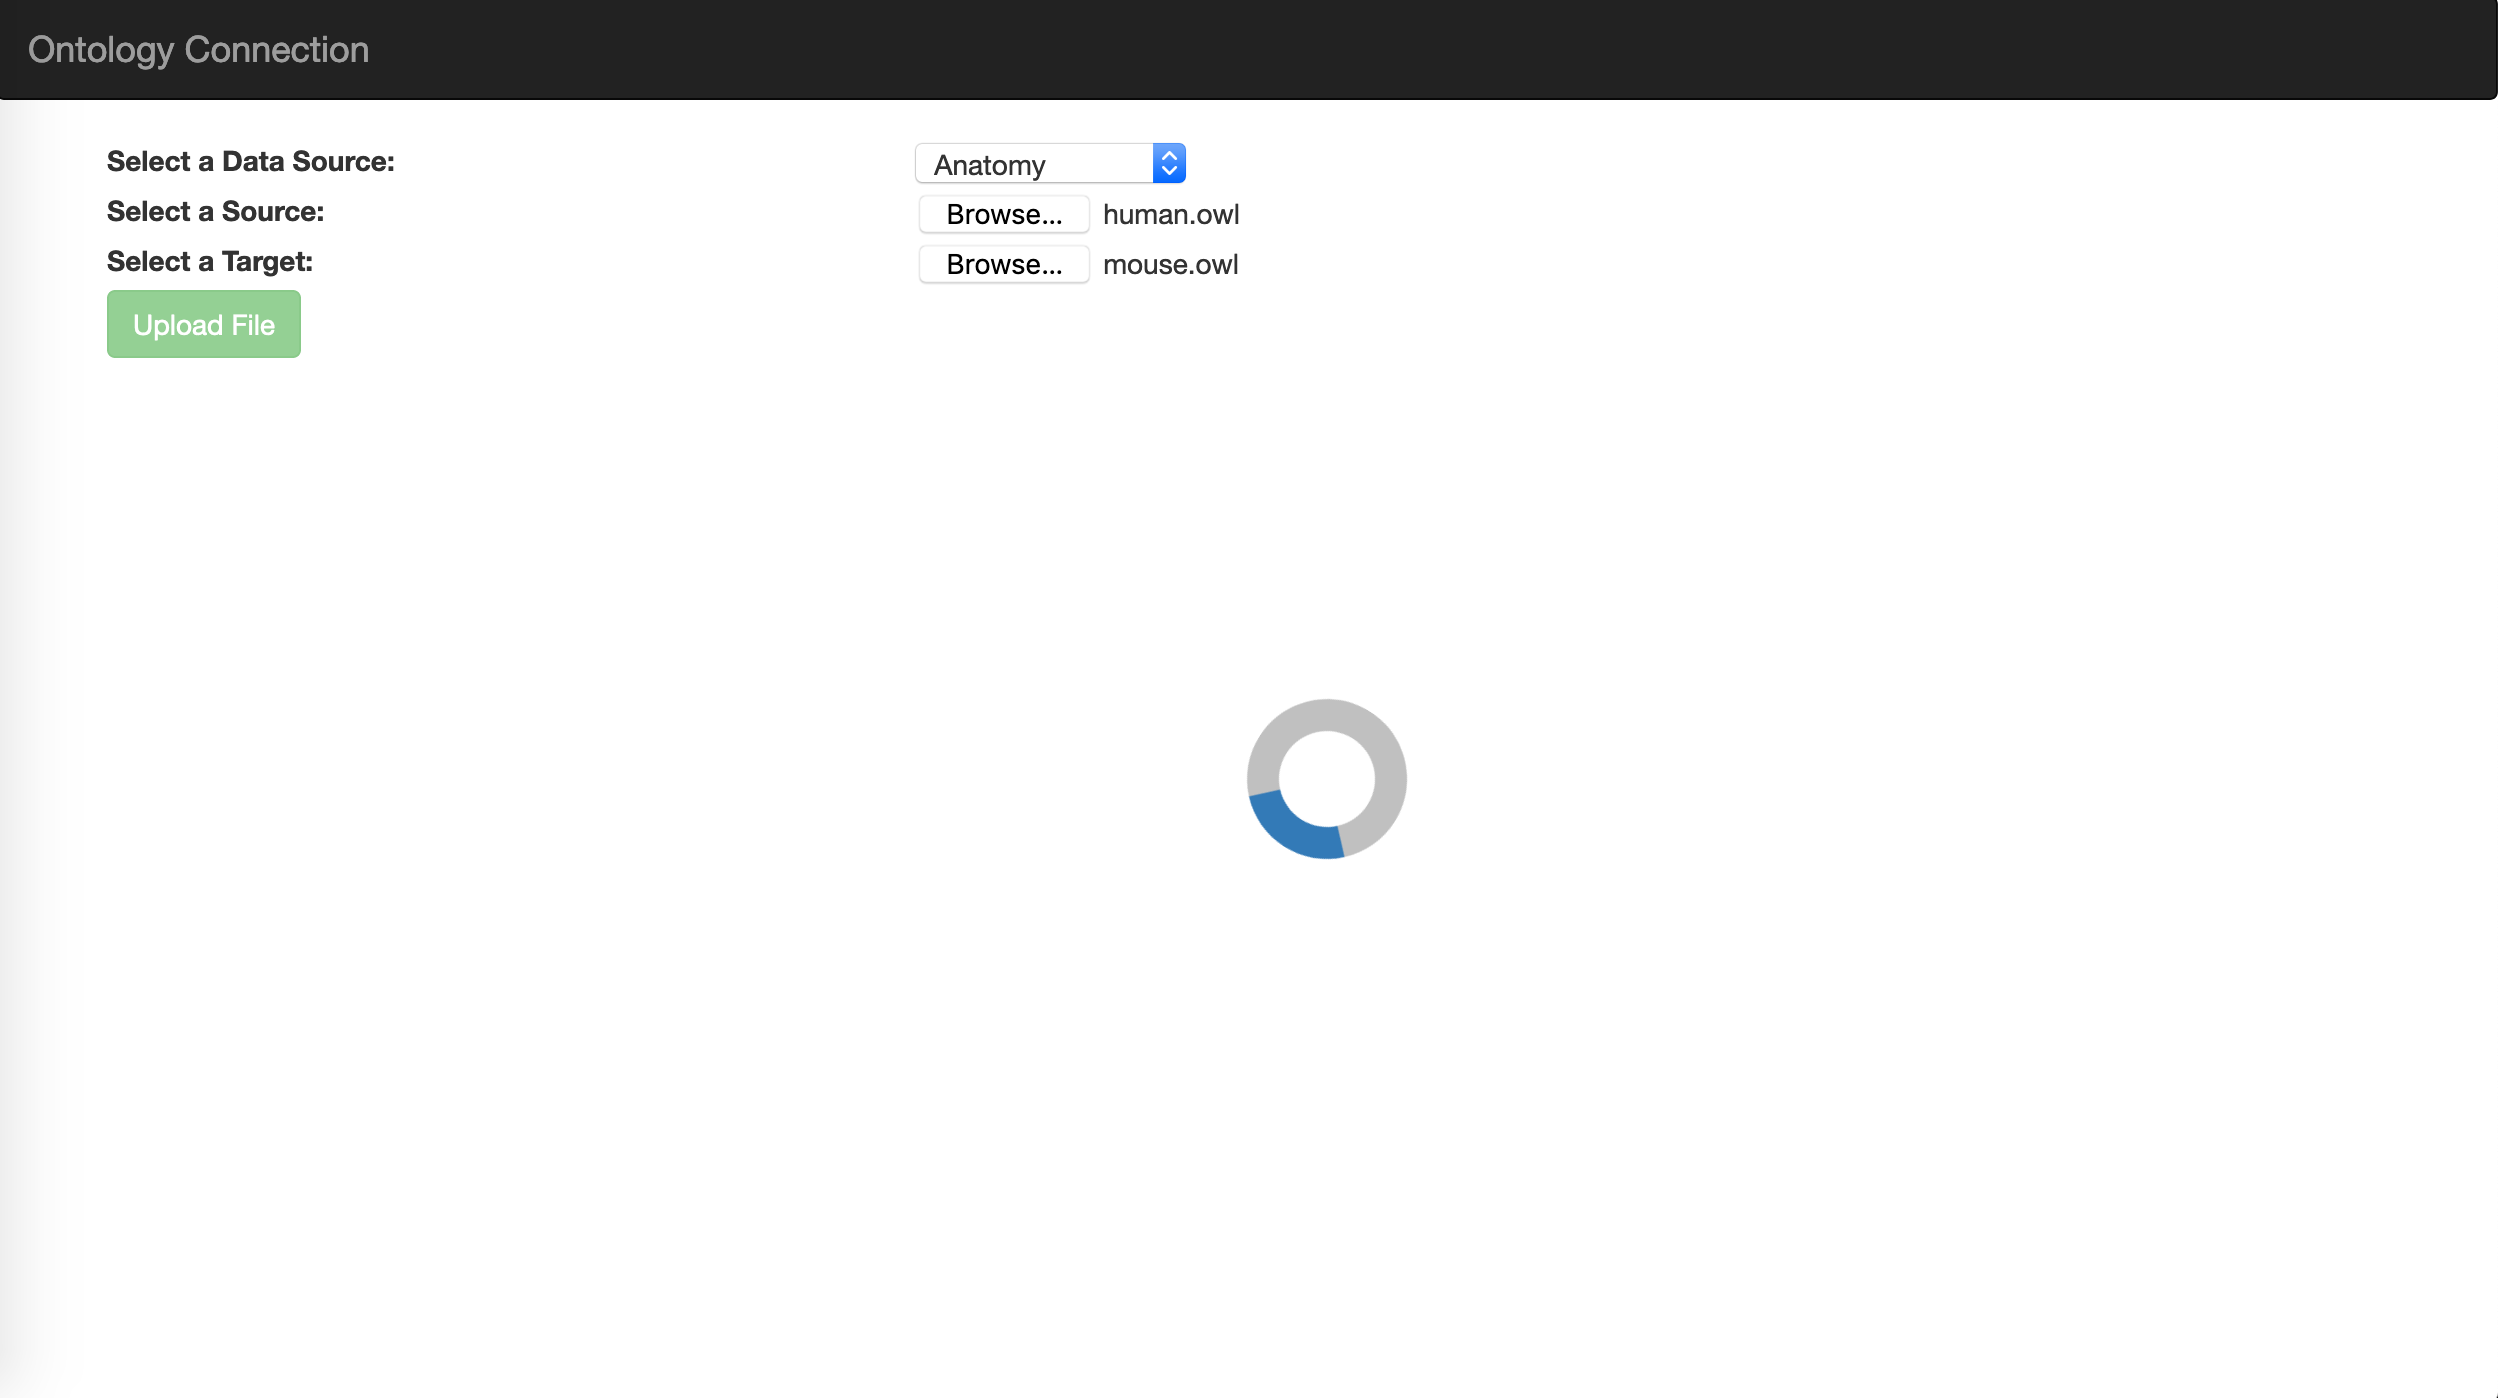 Ontology Connection
Select a Data Source: Anatomy
Select a Source: Browse... human.owl
Select a Target: Browse... mouse.owl
Upload File